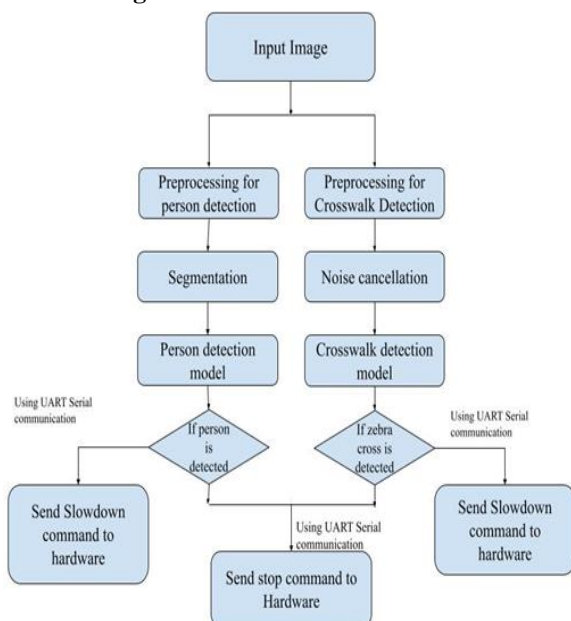 Input Image
Preprocessing for
person detection
Preprocessing for
Crosswalk Detection
Segmentation
Noise cancellation
Person detection
model
Crosswalk detection
model
Using UART Serial
communication
If person
is
detected
If zebra
cross is
detected
Using UART Serial
communication
Send Slowdown
command to
hardware
Using UART Serial
communication
Send stop command to
Hardware
Send Slowdown
command to
hardware